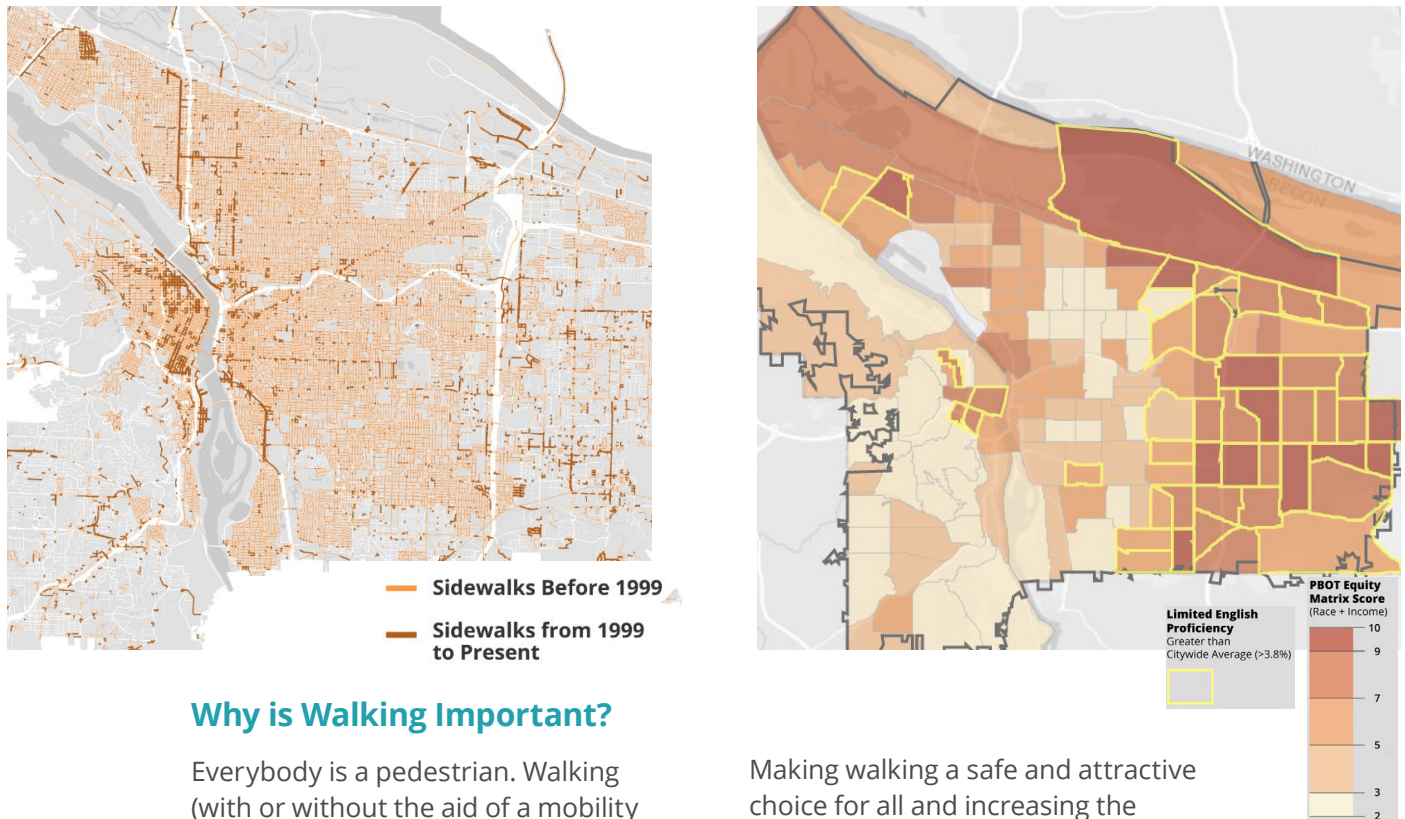 Sidewalks Before 1999
Sidewalks from 1999
to Present
WASHINGTON
OREGON
Limited English
Proficiency
Greater than
Citywide Average (>3.8%)
PBOT Equity
Matrix Score
(Race + Income)
10
9
7
5
3
2
Why is Walking Important?
Everybody is a pedestrian. Walking
(with or without the aid of a mobility
Making walking a safe and attractive
choice for all and increasing the